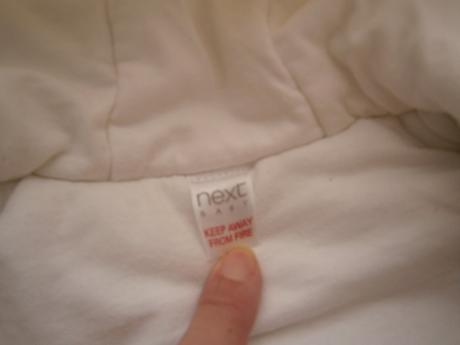 next
BABY
KEEP AWAY
FROM FIRE